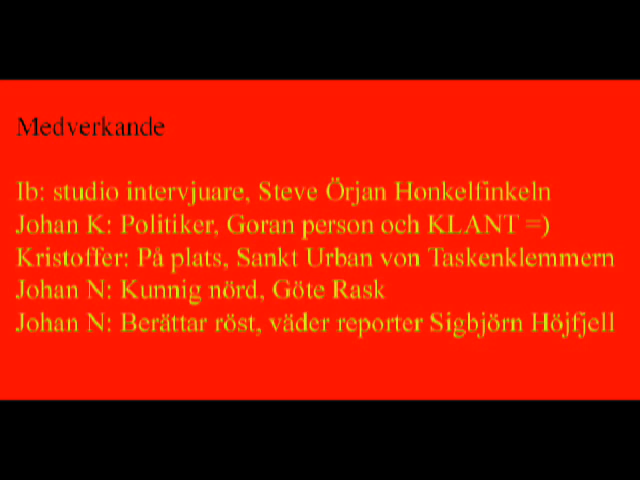 Medverkande
Ib: studio intervjuare, Steve Örjan Honkelfinkeln
Johan K: Politiker, Goran person och KLANT =)
Kristoffer: På plats, Sankt Urban von Taskenklemmern
Johan N: Kunnig nörd, Göte Rask
Johan N: Berättar röst, väder reporter Sigbjörn Höjfjell